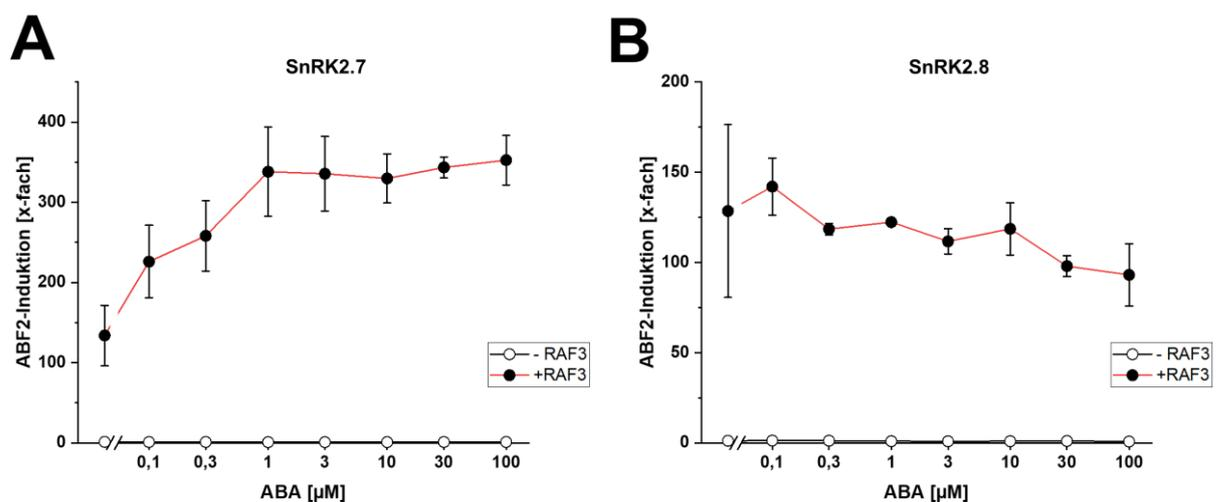 A
SnRK2.7
ABF2-Induktion [x-fach]
400
300
200
100
0
- RAF3
+RAF3
0,1 0,3 1 3 10 30 100
ABA [µM]
B
SnRK2.8
ABF2-Induktion [x-fach]
200
150
100
50
0
- RAF3
+RAF3
0,1 0,3 1 3 10 30 100
ABA [µM]